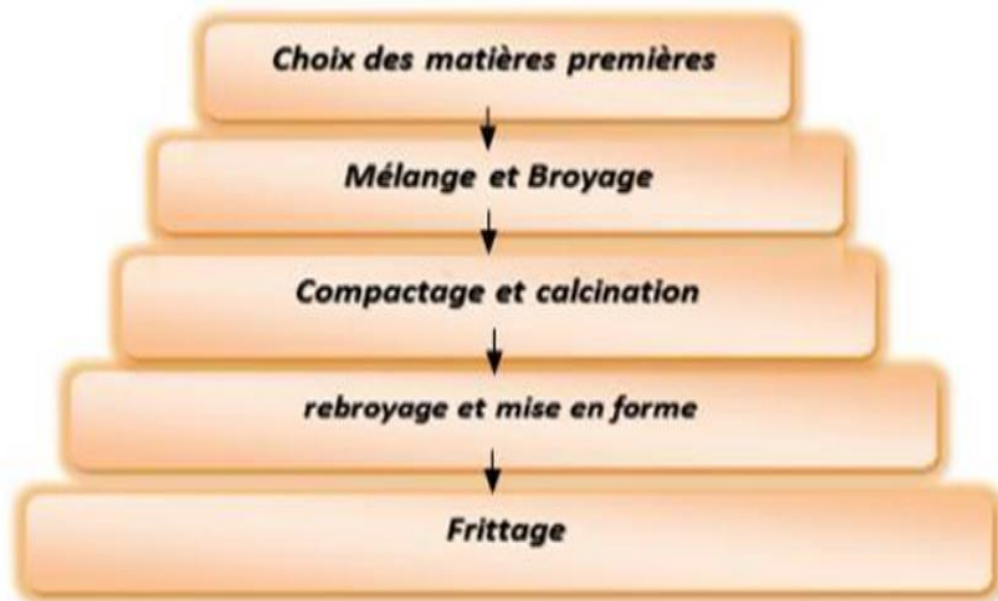 Choix des matières premières
Mélange et Broyage
Compactage et calcination
rebroyage et mise en forme
Frittage